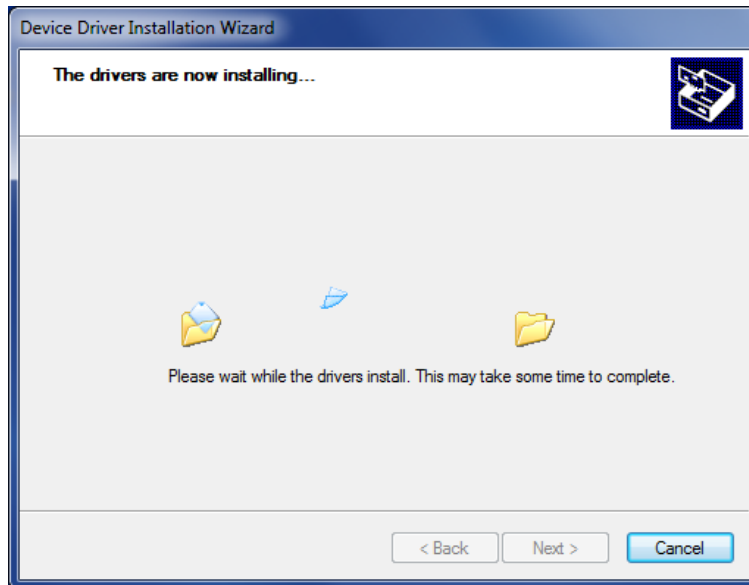 Device Driver Installation Wizard
The drivers are now installing...
Please wait while the drivers install. This may take some time to complete.
< Back
Next >
Cancel